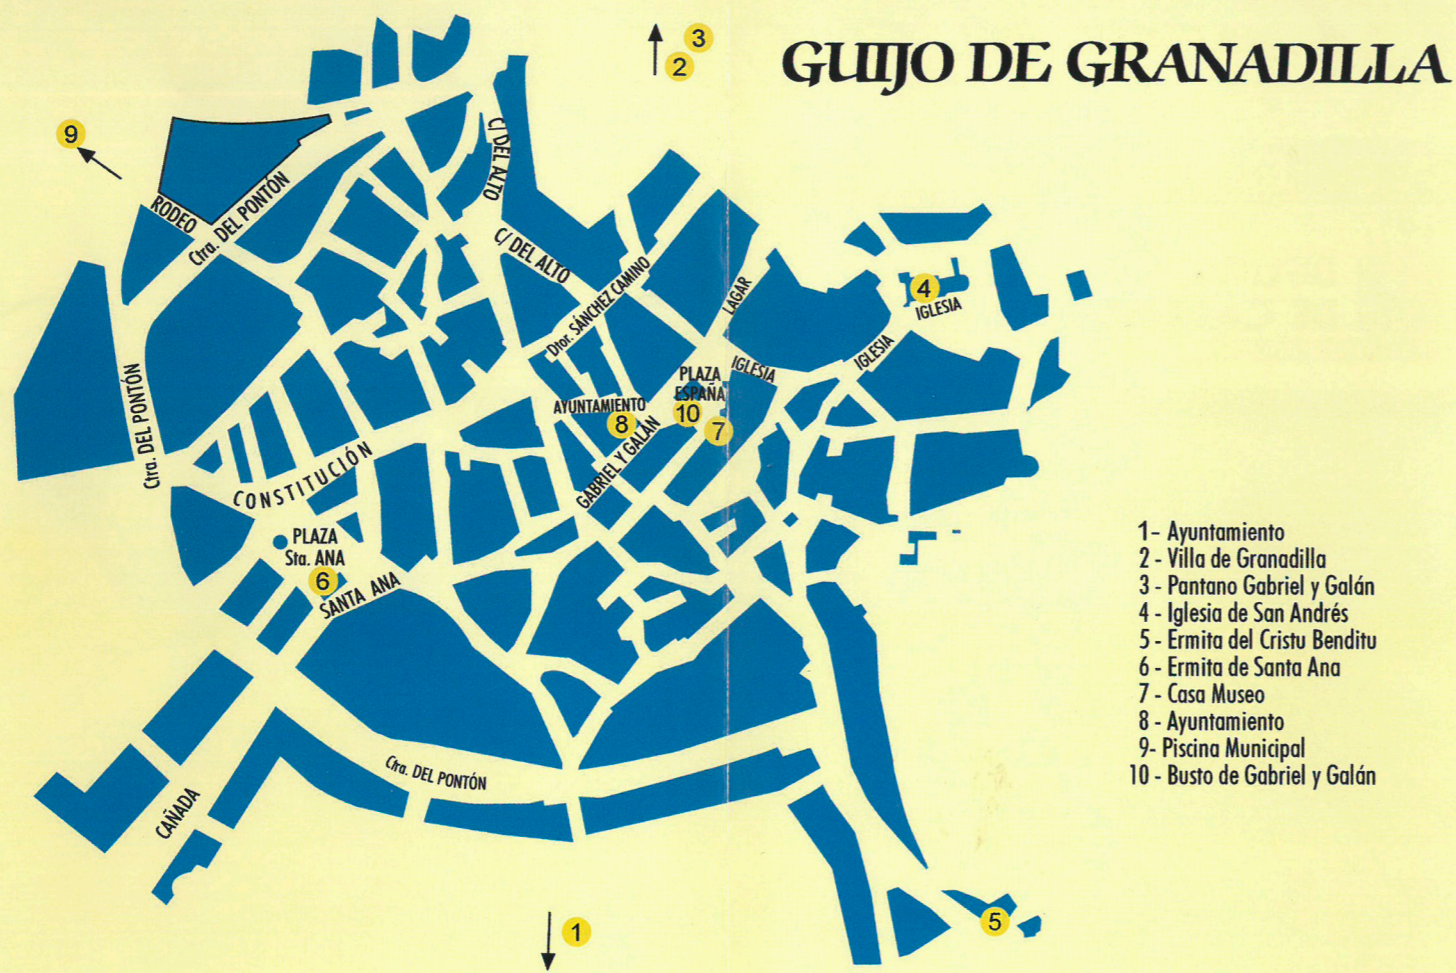 GUIJO DE GRANADILLA
3
2
9
C/ DEL ALTO
RODEO
Ctra. DEL PONTÓN
C/ DEL ALTO
Dtor. SÁNCHEZ CAMINO
LAGAR
4
IGLESIA
IGLESIA
IGLESIA
PLAZA
ESPAÑA
10
7
AYUNTAMIENTO
8
GABRIEL Y GALÁN
Ctra. DEL PONTÓN
CONSTITUCIÓN
PLAZA
Sta. ANA
6
SANTA ANA
Ctra. DEL PONTÓN
CAÑADA
1
5
1- Ayuntamiento
2 - Villa de Granadilla
3 - Pantano Gabriel y Galán
4 - Iglesia de San Andrés
5 - Ermita del Cristu Benditu
6 - Ermita de Santa Ana
7 - Casa Museo
8 - Ayuntamiento
9- Piscina Municipal
10 - Busto de Gabriel y Galán